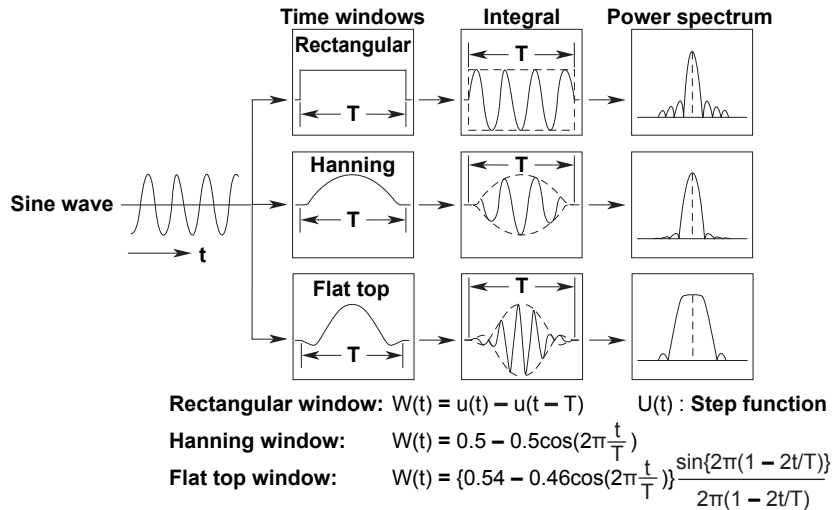 Time windows Integral Power spectrum
Rectangular
T
T
Hanning
T
T
Sine wave
t
Flat top
T
T
Rectangular window: W(t) = u(t) – u(t – T) U(t) : Step function
Hanning window: W(t) = 0.5 – 0.5cos(2π t/T)
Flat top window: W(t) = {0.54 – 0.46cos(2π t/T)} sin{2π(1 – 2t/T)}/2π(1 – 2t/T)